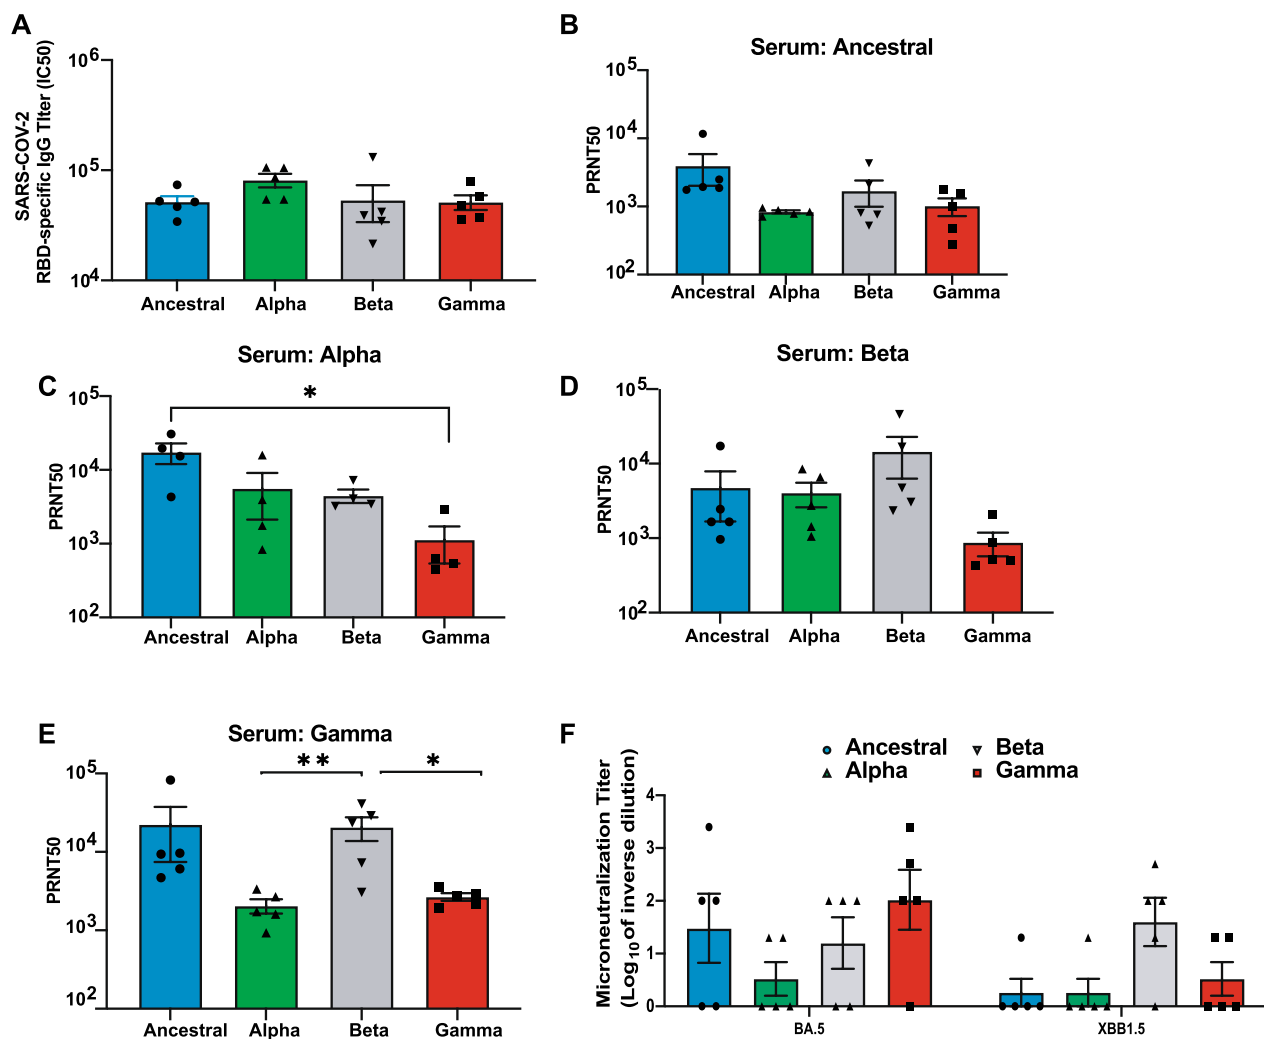 A
SARS-COV-2
RBD-specific IgG TIter (IC50)
10^6
10^5
10^4
Ancestral Alpha Beta Gamma
B
Serum: Ancestral
PRNT50
10^5
10^4
10^3
10^2
Ancestral Alpha Beta Gamma
Serum: Alpha
C
PRNT50
10^5
10^4
10^3
10^2
*
Ancestral Alpha Beta Gamma
Serum: Beta
D
PRNT50
10^5
10^4
10^3
10^2
Ancestral Alpha Beta Gamma
E
Serum: Gamma
PRNT50
10^5
10^4
10^3
10^2
** *
Ancestral Alpha Beta Gamma
F
Ancestral Beta
Alpha Gamma
Microneutralization Titer
(Log10 of inverse dilution)
4
3
2
1
0
BA.5 XBB1.5